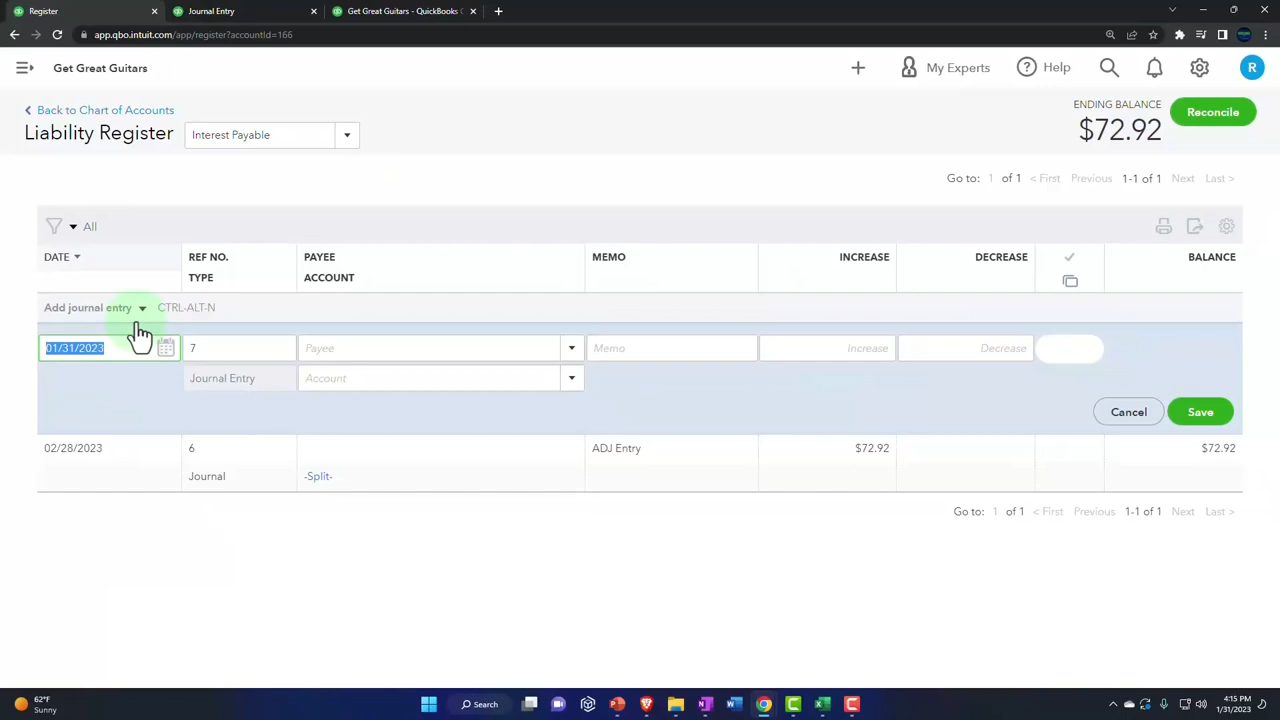 Register
Journal Entry
Get Great Guitars - QuickBooks O
app.qbo.intuit.com/app/register?accountId=166
Get Great Guitars
My Experts
Help
R
Back to Chart of Accounts
Liability Register
Interest Payable
ENDING BALANCE
$72.92
Reconcile
Go to: 1 of 1 < First Previous 1-1 of 1 Next Last >
All
DATE REF NO. PAYEE MEMO INCREASE DECREASE BALANCE
TYPE ACCOUNT
Add journal entry CTRL-ALT-N
01/31/2023 7 Payee Memo Increase Decrease
Journal Entry Account
Cancel Save
02/28/2023 6 ADJ Entry $72.92 $72.92
Journal -Split-
Go to: 1 of 1 < First Previous 1-1 of 1 Next Last >
62°F
Sunny
Search
4:15 PM
1/31/2023